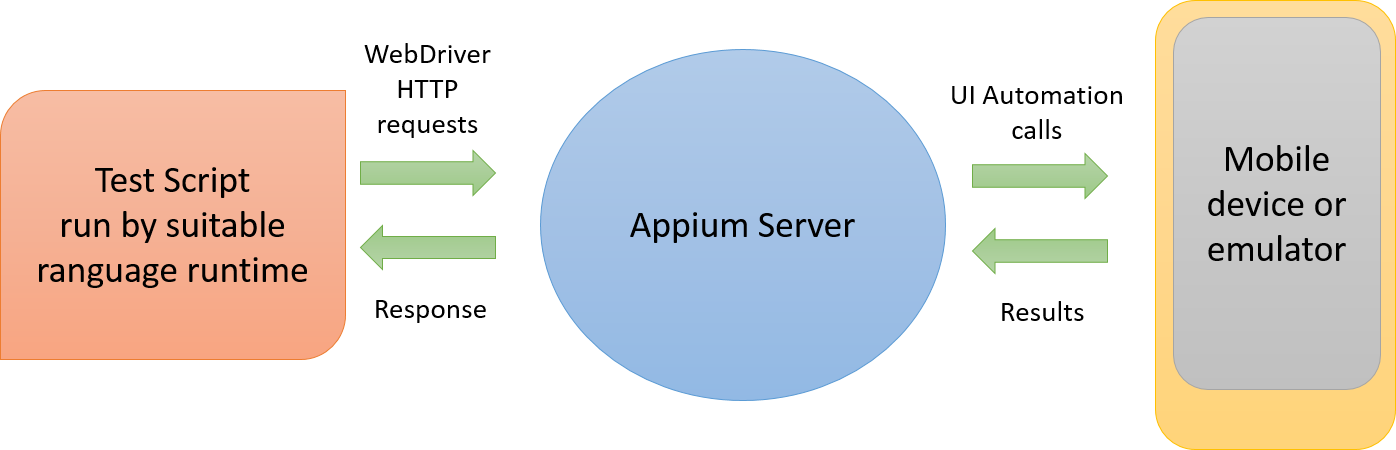 Test Script
run by suitable
ranguage runtime
WebDriver
HTTP
requests
Response
Appium Server
UI Automation
calls
Results
Mobile
device or
emulator